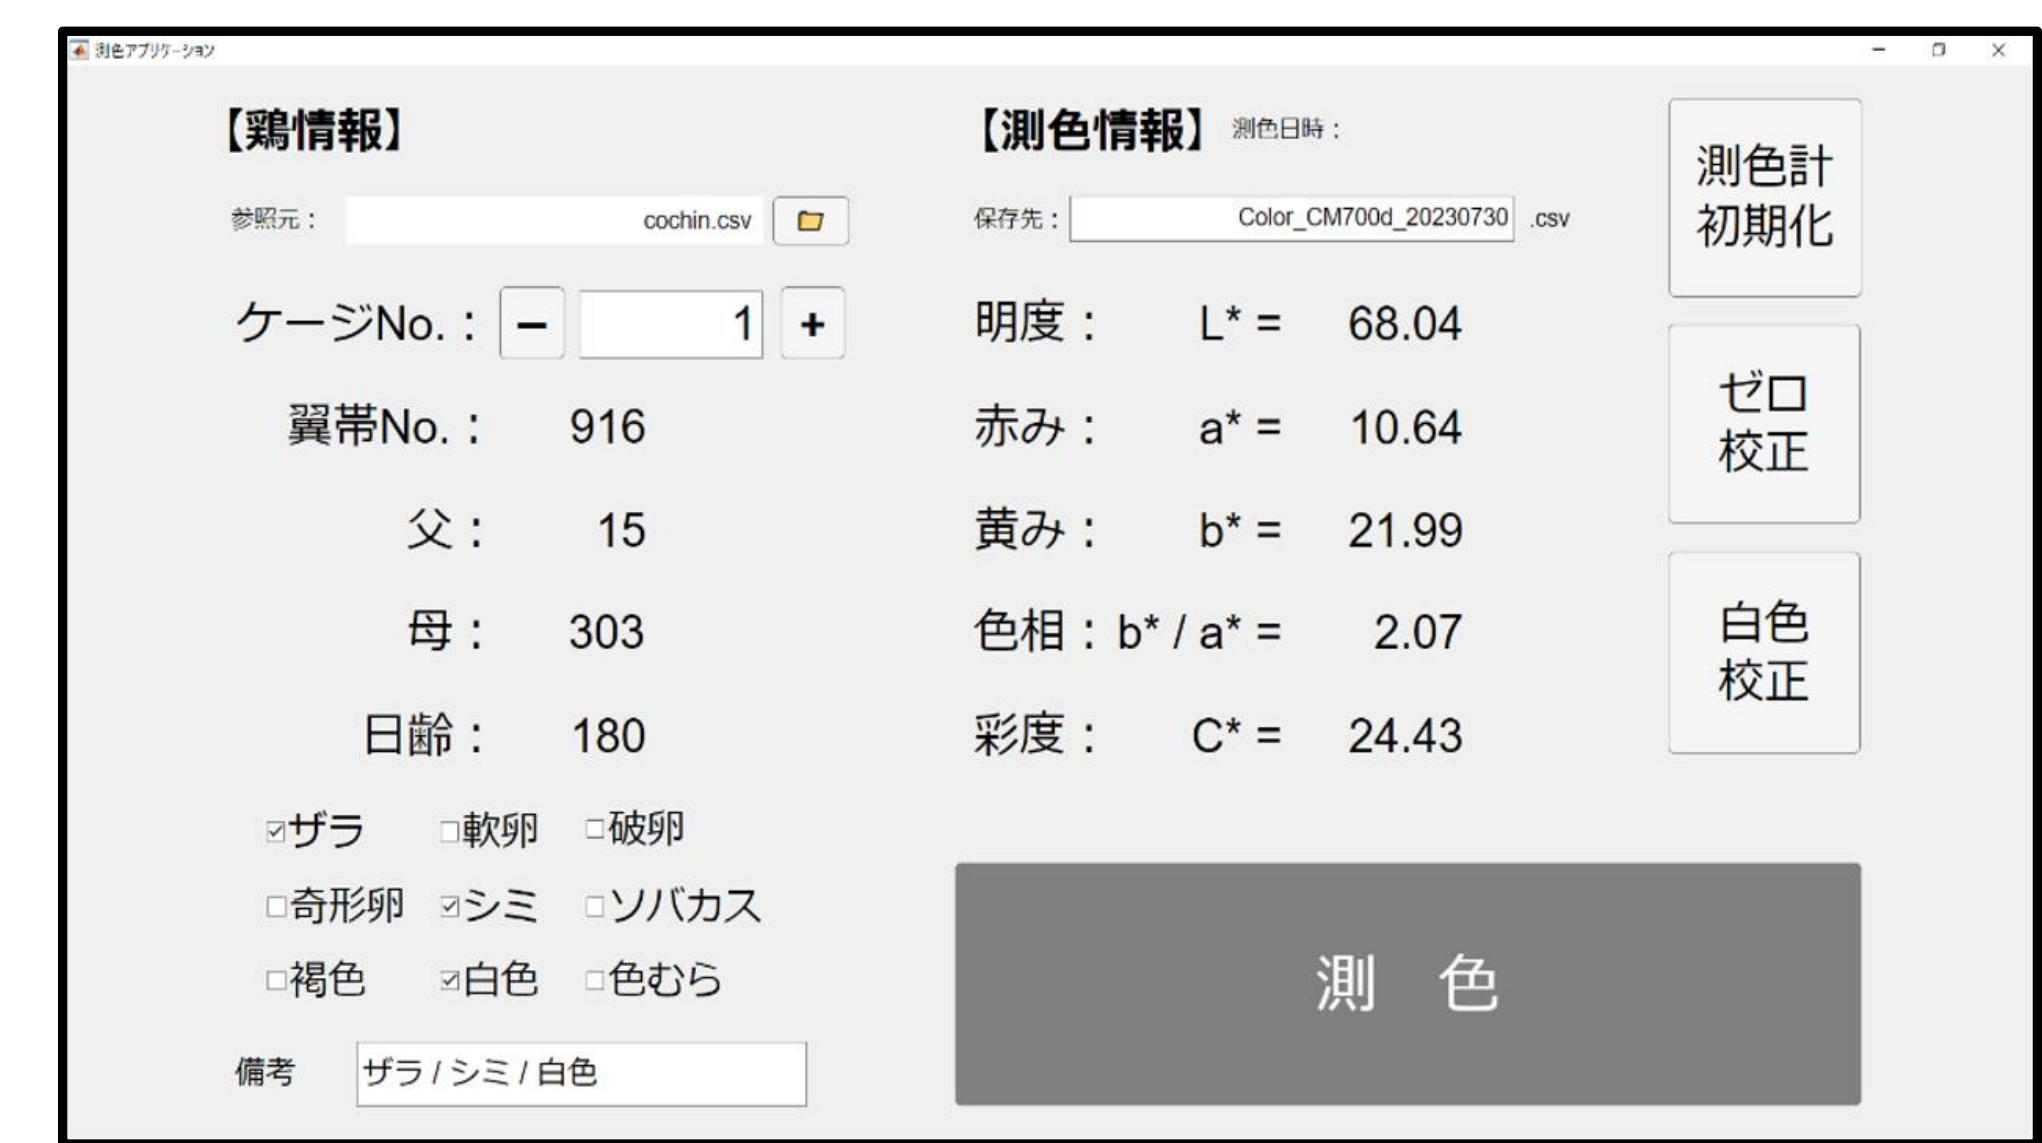 測色アプリケーション
【鶏情報】
参照元： cochin.csv
ケージNo.： − 1 +
翼帯No.： 916
父： 15
母： 303
日齢： 180
ザラ 軟卵 破卵
奇形卵 シミ ソバカス
褐色 白色 色むら
備考 ザラ / シミ / 白色
【測色情報】 測色日時：
保存先： Color_CM700d_20230730 .csv
明度： L* = 68.04
赤み： a* = 10.64
黄み： b* = 21.99
色相： b* / a* = 2.07
彩度： C* = 24.43
測 色
測色計
初期化
ゼロ
校正
白色
校正